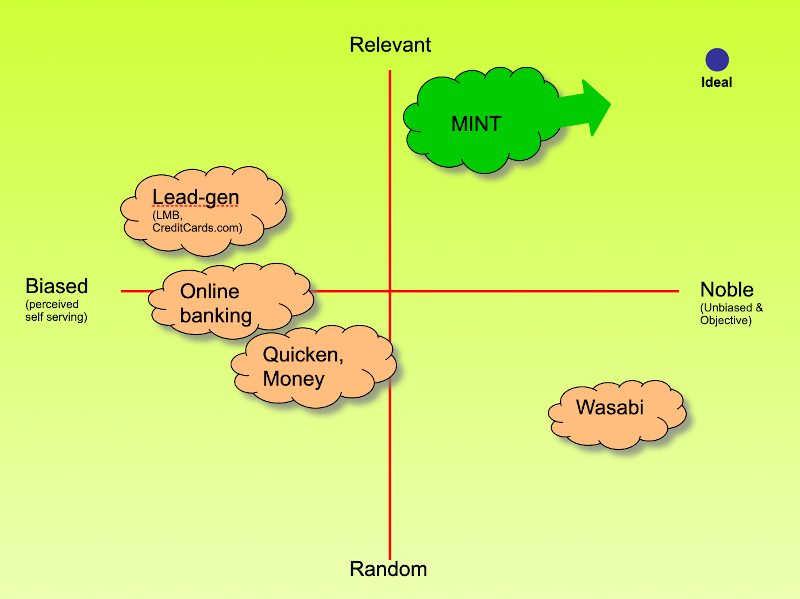 Relevant
Ideal
MINT
Lead-gen
(LMB,
CreditCards.com)
Biased
(perceived
self serving)
Online
banking
Noble
(Unbiased &
Objective)
Quicken,
Money
Wasabi
Random